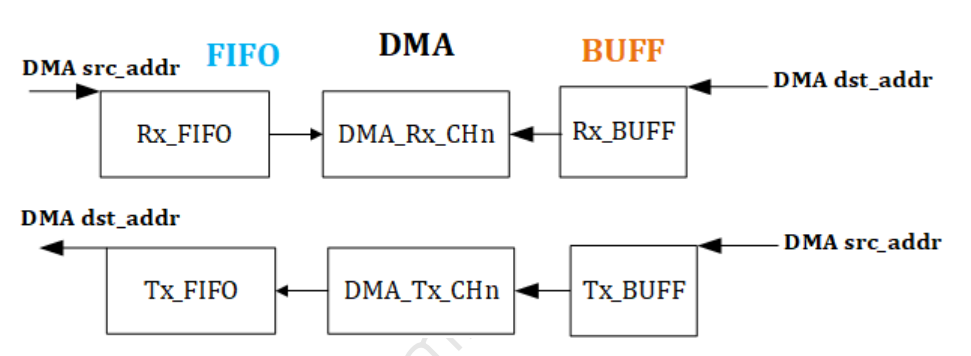 FIFO DMA BUFF
DMA src_addr
DMA dst_addr
Rx_FIFO DMA_Rx_CHn Rx_BUFF
DMA dst_addr
DMA src_addr
Tx_FIFO DMA_Tx_CHn Tx_BUFF